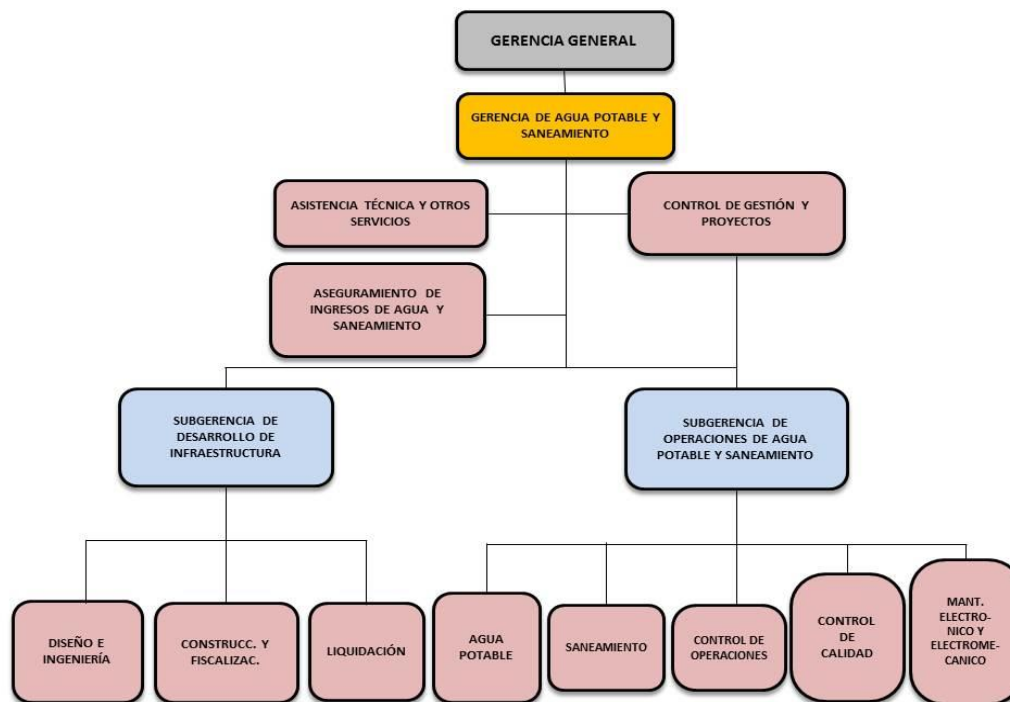 GERENCIA GENERAL
GERENCIA DE AGUA POTABLE Y
SANEAMIENTO
ASISTENCIA TÉCNICA Y OTROS
SERVICIOS
CONTROL DE GESTIÓN Y
PROYECTOS
ASEGURAMIENTO DE
INGRESOS DE AGUA Y
SANEAMIENTO
SUBGERENCIA DE
DESARROLLO DE
INFRAESTRUCTURA
SUBGERENCIA DE
OPERACIONES DE AGUA
POTABLE Y SANEAMIENTO
DISEÑO E
INGENIERÍA
CONSTRUCC. Y
FISCALIZAC.
LIQUIDACIÓN
AGUA
POTABLE
SANEAMIENTO
CONTROL DE
OPERACIONES
CONTROL
DE
CALIDAD
MANT.
ELECTRO-
NICO Y
ELECTROME-
CANICO